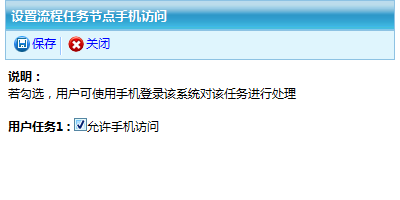 设置流程任务节点手机访问
保存 关闭
说明：
若勾选，用户可使用手机登录该系统对该任务进行处理
用户任务1：允许手机访问